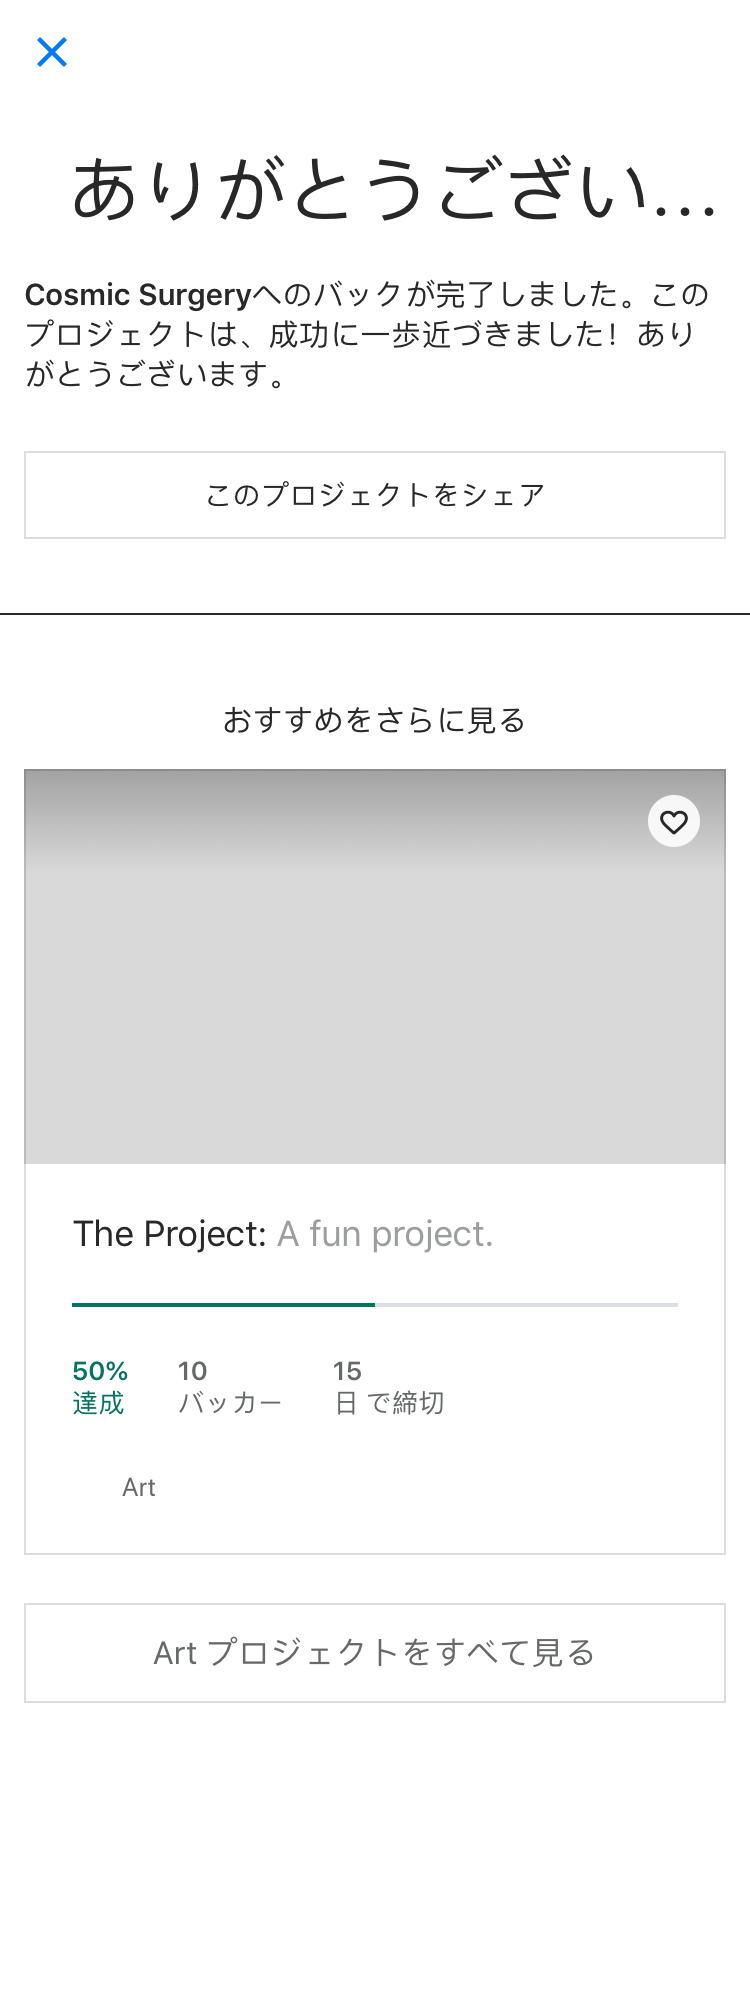 ありがとうござい…
Cosmic Surgeryへのバックが完了しました。この
プロジェクトは、成功に一歩近づきました！あり
がとうございます。
このプロジェクトをシェア
おすすめをさらに見る
The Project: A fun project.
50% 10 15
達成 バッカー 日 で締切
Art
Art プロジェクトをすべて見る